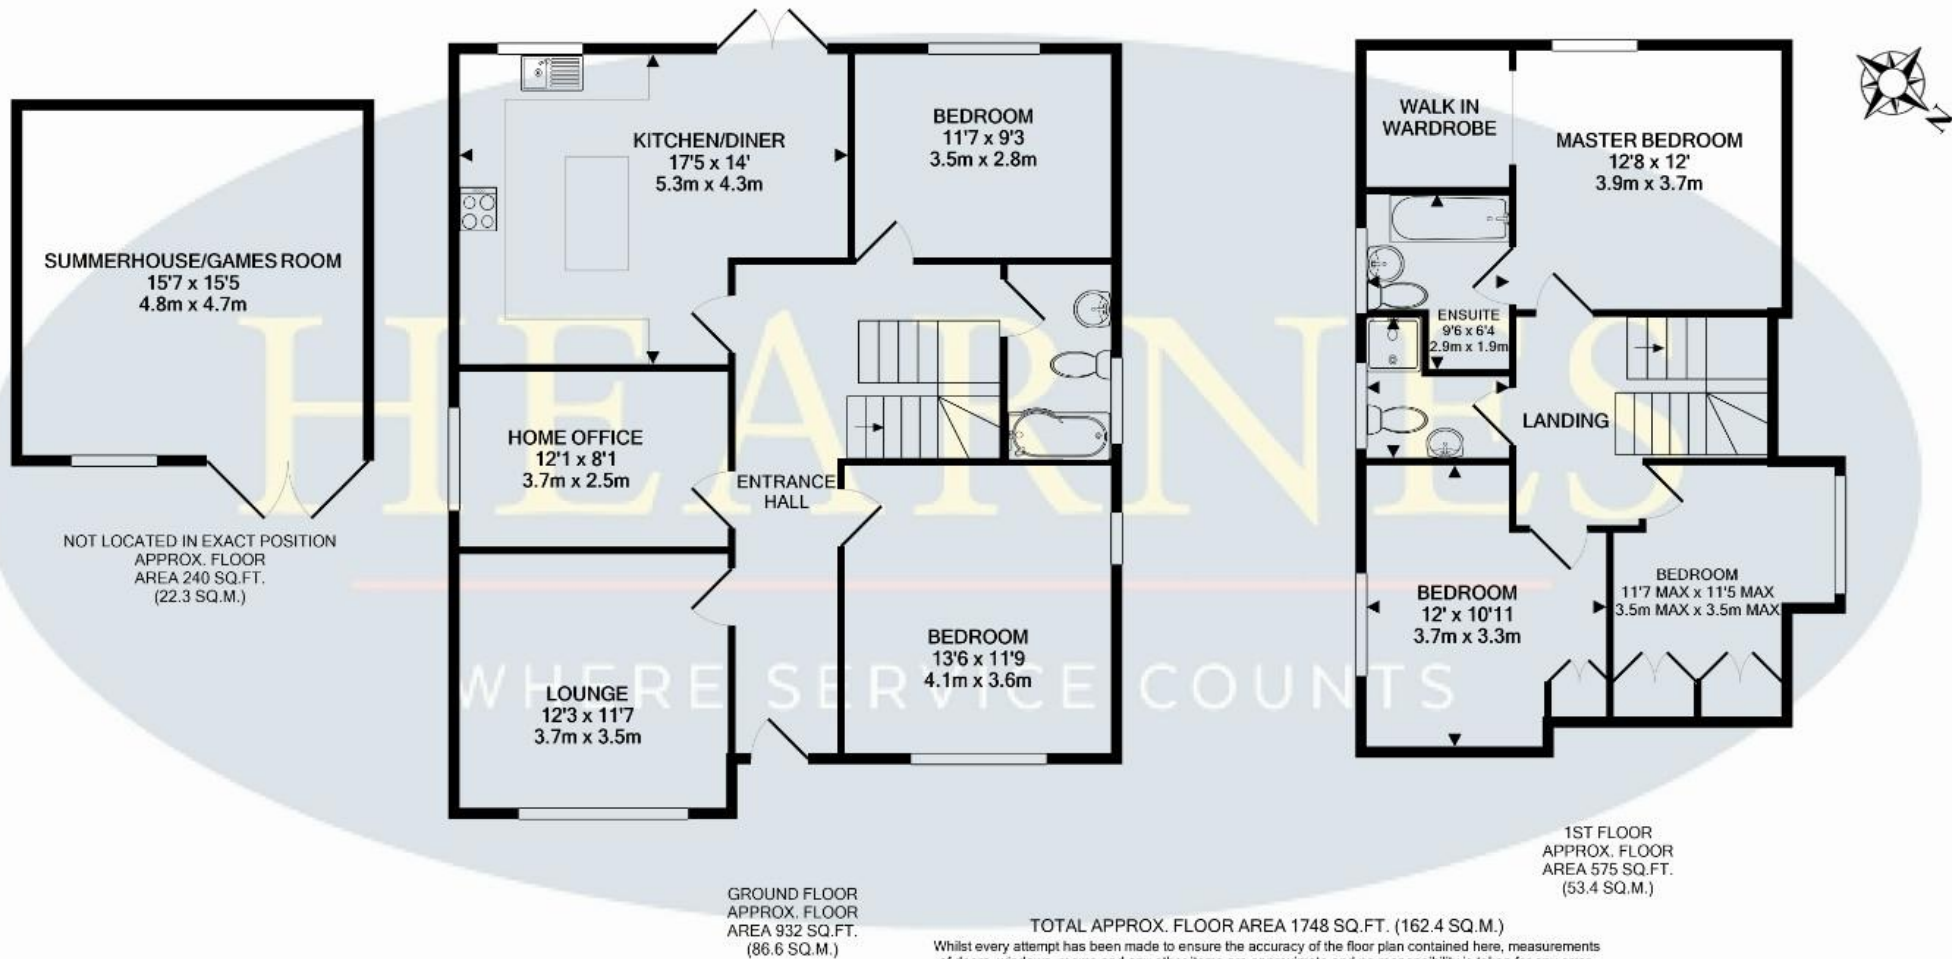 SUMMERHOUSE/GAMES ROOM
15'7 x 15'5
4.8m x 4.7m
NOT LOCATED IN EXACT POSITION
APPROX. FLOOR
AREA 240 SQ.FT.
(22.3 SQ.M.)
KITCHEN/DINER
17'5 x 14'
5.3m x 4.3m
BEDROOM
11'7 x 9'3
3.5m x 2.8m
HOME OFFICE
12'1 x 8'1
3.7m x 2.5m
ENTRANCE
HALL
LOUNGE
12'3 x 11'7
3.7m x 3.5m
BEDROOM
13'6 x 11'9
4.1m x 3.6m
GROUND FLOOR
APPROX. FLOOR
AREA 932 SQ.FT.
(86.6 SQ.M.)
WALK IN
WARDROBE
MASTER BEDROOM
12'8 x 12'
3.9m x 3.7m
ENSUITE
9'6 x 6'4
2.9m x 1.9m
LANDING
BEDROOM
12' x 10'11
3.7m x 3.3m
BEDROOM
11'7 MAX x 11'5 MAX
3.5m MAX x 3.5m MAX
1ST FLOOR
APPROX. FLOOR
AREA 575 SQ.FT.
(53.4 SQ.M.)
N
HEARNES
WHERE SERVICE COUNTS
TOTAL APPROX. FLOOR AREA 1748 SQ.FT. (162.4 SQ.M.)
Whilst every attempt has been made to ensure the accuracy of the floor plan contained here, measurements